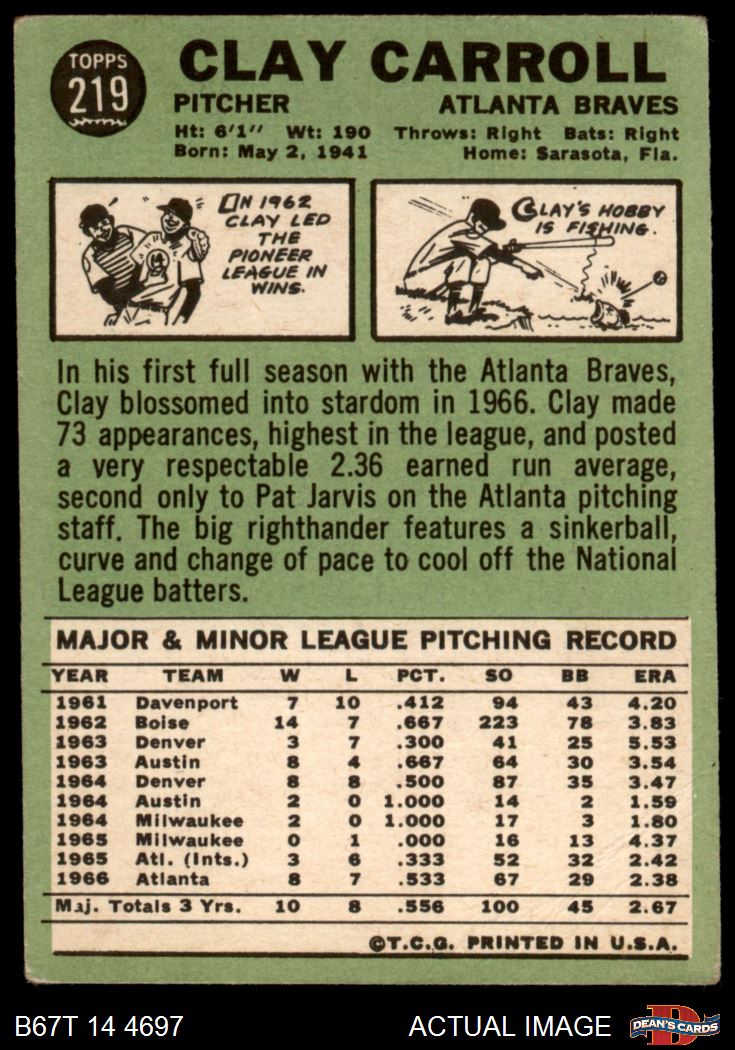 TOPPS
219
CLAY CARROLL
PITCHER ATLANTA BRAVES
Ht: 6'1" Wt: 190 Throws: Right Bats: Right
Born: May 2, 1941 Home: Sarasota, Fla.
IN 1962
CLAY LED
THE
PIONEER
LEAGUE IN
WINS.
CLAY'S HOBBY
IS FISHING.
In his first full season with the Atlanta Braves,
Clay blossomed into stardom in 1966. Clay made
73 appearances, highest in the league, and posted
a very respectable 2.36 earned run average,
second only to Pat Jarvis on the Atlanta pitching
staff. The big righthander features a sinkerball,
curve and change of pace to cool off the National
League batters.
MAJOR & MINOR LEAGUE PITCHING RECORD
YEAR TEAM W L PCT. SO BB ERA
1961 Davenport 7 10 .412 94 43 4.20
1962 Boise 14 7 .667 223 78 3.83
1963 Denver 3 7 .300 41 25 5.53
1963 Austin 8 4 .667 64 30 3.54
1964 Denver 8 8 .500 87 35 3.47
1964 Austin 2 0 1.000 14 2 1.59
1964 Milwaukee 2 0 1.000 17 3 1.80
1965 Milwaukee 0 1 .000 16 13 4.37
1965 Atl. (Ints.) 3 6 .333 52 32 2.42
1966 Atlanta 8 7 .533 67 29 2.38
Maj. Totals 3 Yrs. 10 8 .556 100 45 2.67
©T.C.G. PRINTED IN U.S.A.
B67T 14 4697 ACTUAL IMAGE
D
DEAN'S CARDS